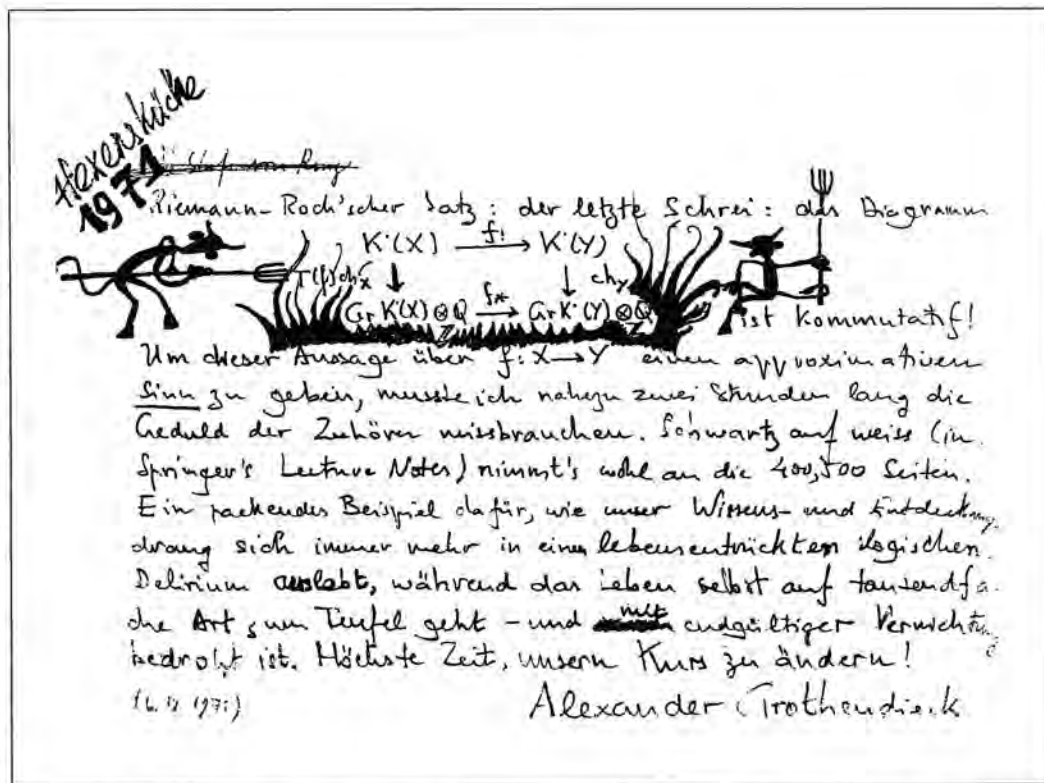 Hexenküche
1971
Riemann-Roch'scher Satz: der letzte Schrei: das Diagramm
K˙(X) —f!→ K˙(Y)
↓ T(f)chₓ ↓ ch_Y
Gr K˙(X)⊗Q —f*→ Gr K˙(Y)⊗Q
ist kommutatif!
Um dieser Aussage über f: X→Y einen approximativen
Sinn zu geben, musste ich nahezu zwei Stunden lang die
Geduld der Zuhörer missbrauchen. Schwartz auf weiss (in
Springer's Lecture Notes) nimmt's wohl an die 400, 500 Seiten.
Ein packendes Beispiel dafür, wie unser Wissens- und Entdeckungs
drang sich immer mehr in einem lebensentrückten logischen
Delirium auslebt, während das Leben selbst auf tausendfa-
che Art zum Teufel geht – und mit endgültiger Vernichtung
bedroht ist. Höchste Zeit, unsern Kurs zu ändern!
Alexander Grothendieck